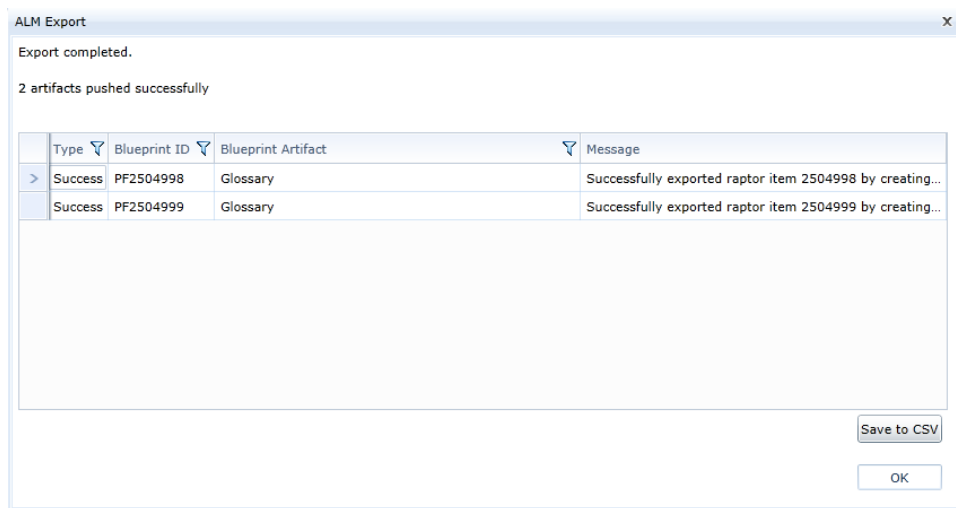 ALM Export x
Export completed.
2 artifacts pushed successfully
Type Blueprint ID Blueprint Artifact Message
> Success PF2504998 Glossary Successfully exported raptor item 2504998 by creating...
Success PF2504999 Glossary Successfully exported raptor item 2504999 by creating...
Save to CSV
OK